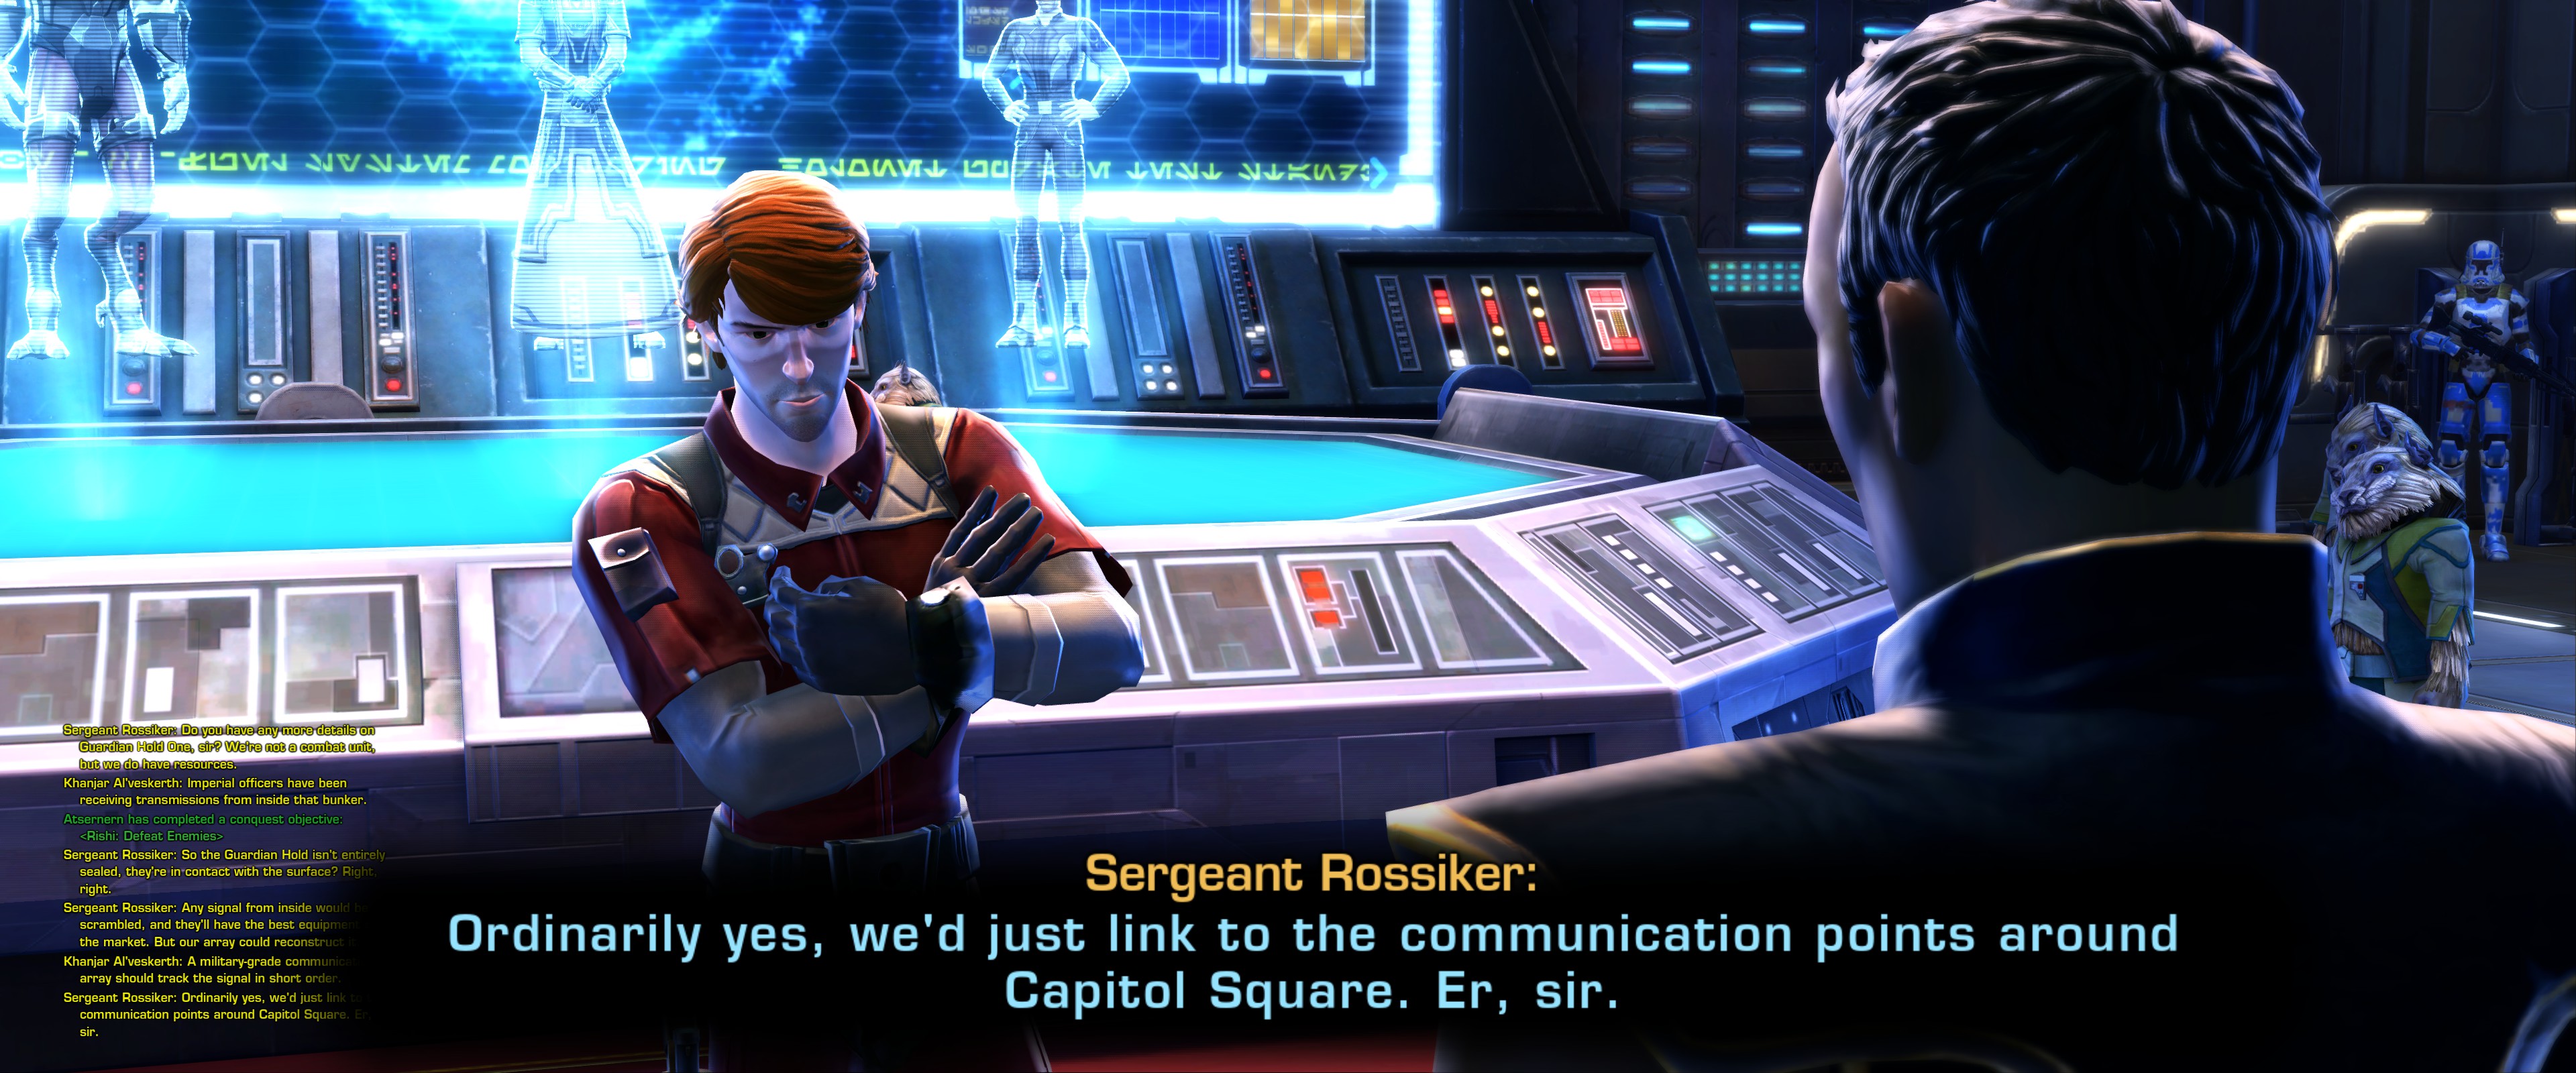 Sergeant Rossiker: Do you have any more details on
Guardian Hold One, sir? We're not a combat unit,
but we do have resources.
Khanjar Al'veskerth: Imperial officers have been
receiving transmissions from inside that bunker.
Atsernern has completed a conquest objective:
<Rishi: Defeat Enemies>
Sergeant Rossiker: So the Guardian Hold isn't entirely
sealed, they're in contact with the surface? Right,
right.
Sergeant Rossiker: Any signal from inside would be
scrambled, and they'll have the best equipment
the market. But our array could reconstruct it
Khanjar Al'veskerth: A military-grade communica
array should track the signal in short order.
Sergeant Rossiker: Ordinarily yes, we'd just link to
communication points around Capitol Square. Er,
sir.
Sergeant Rossiker:
Ordinarily yes, we'd just link to the communication points around
Capitol Square. Er, sir.